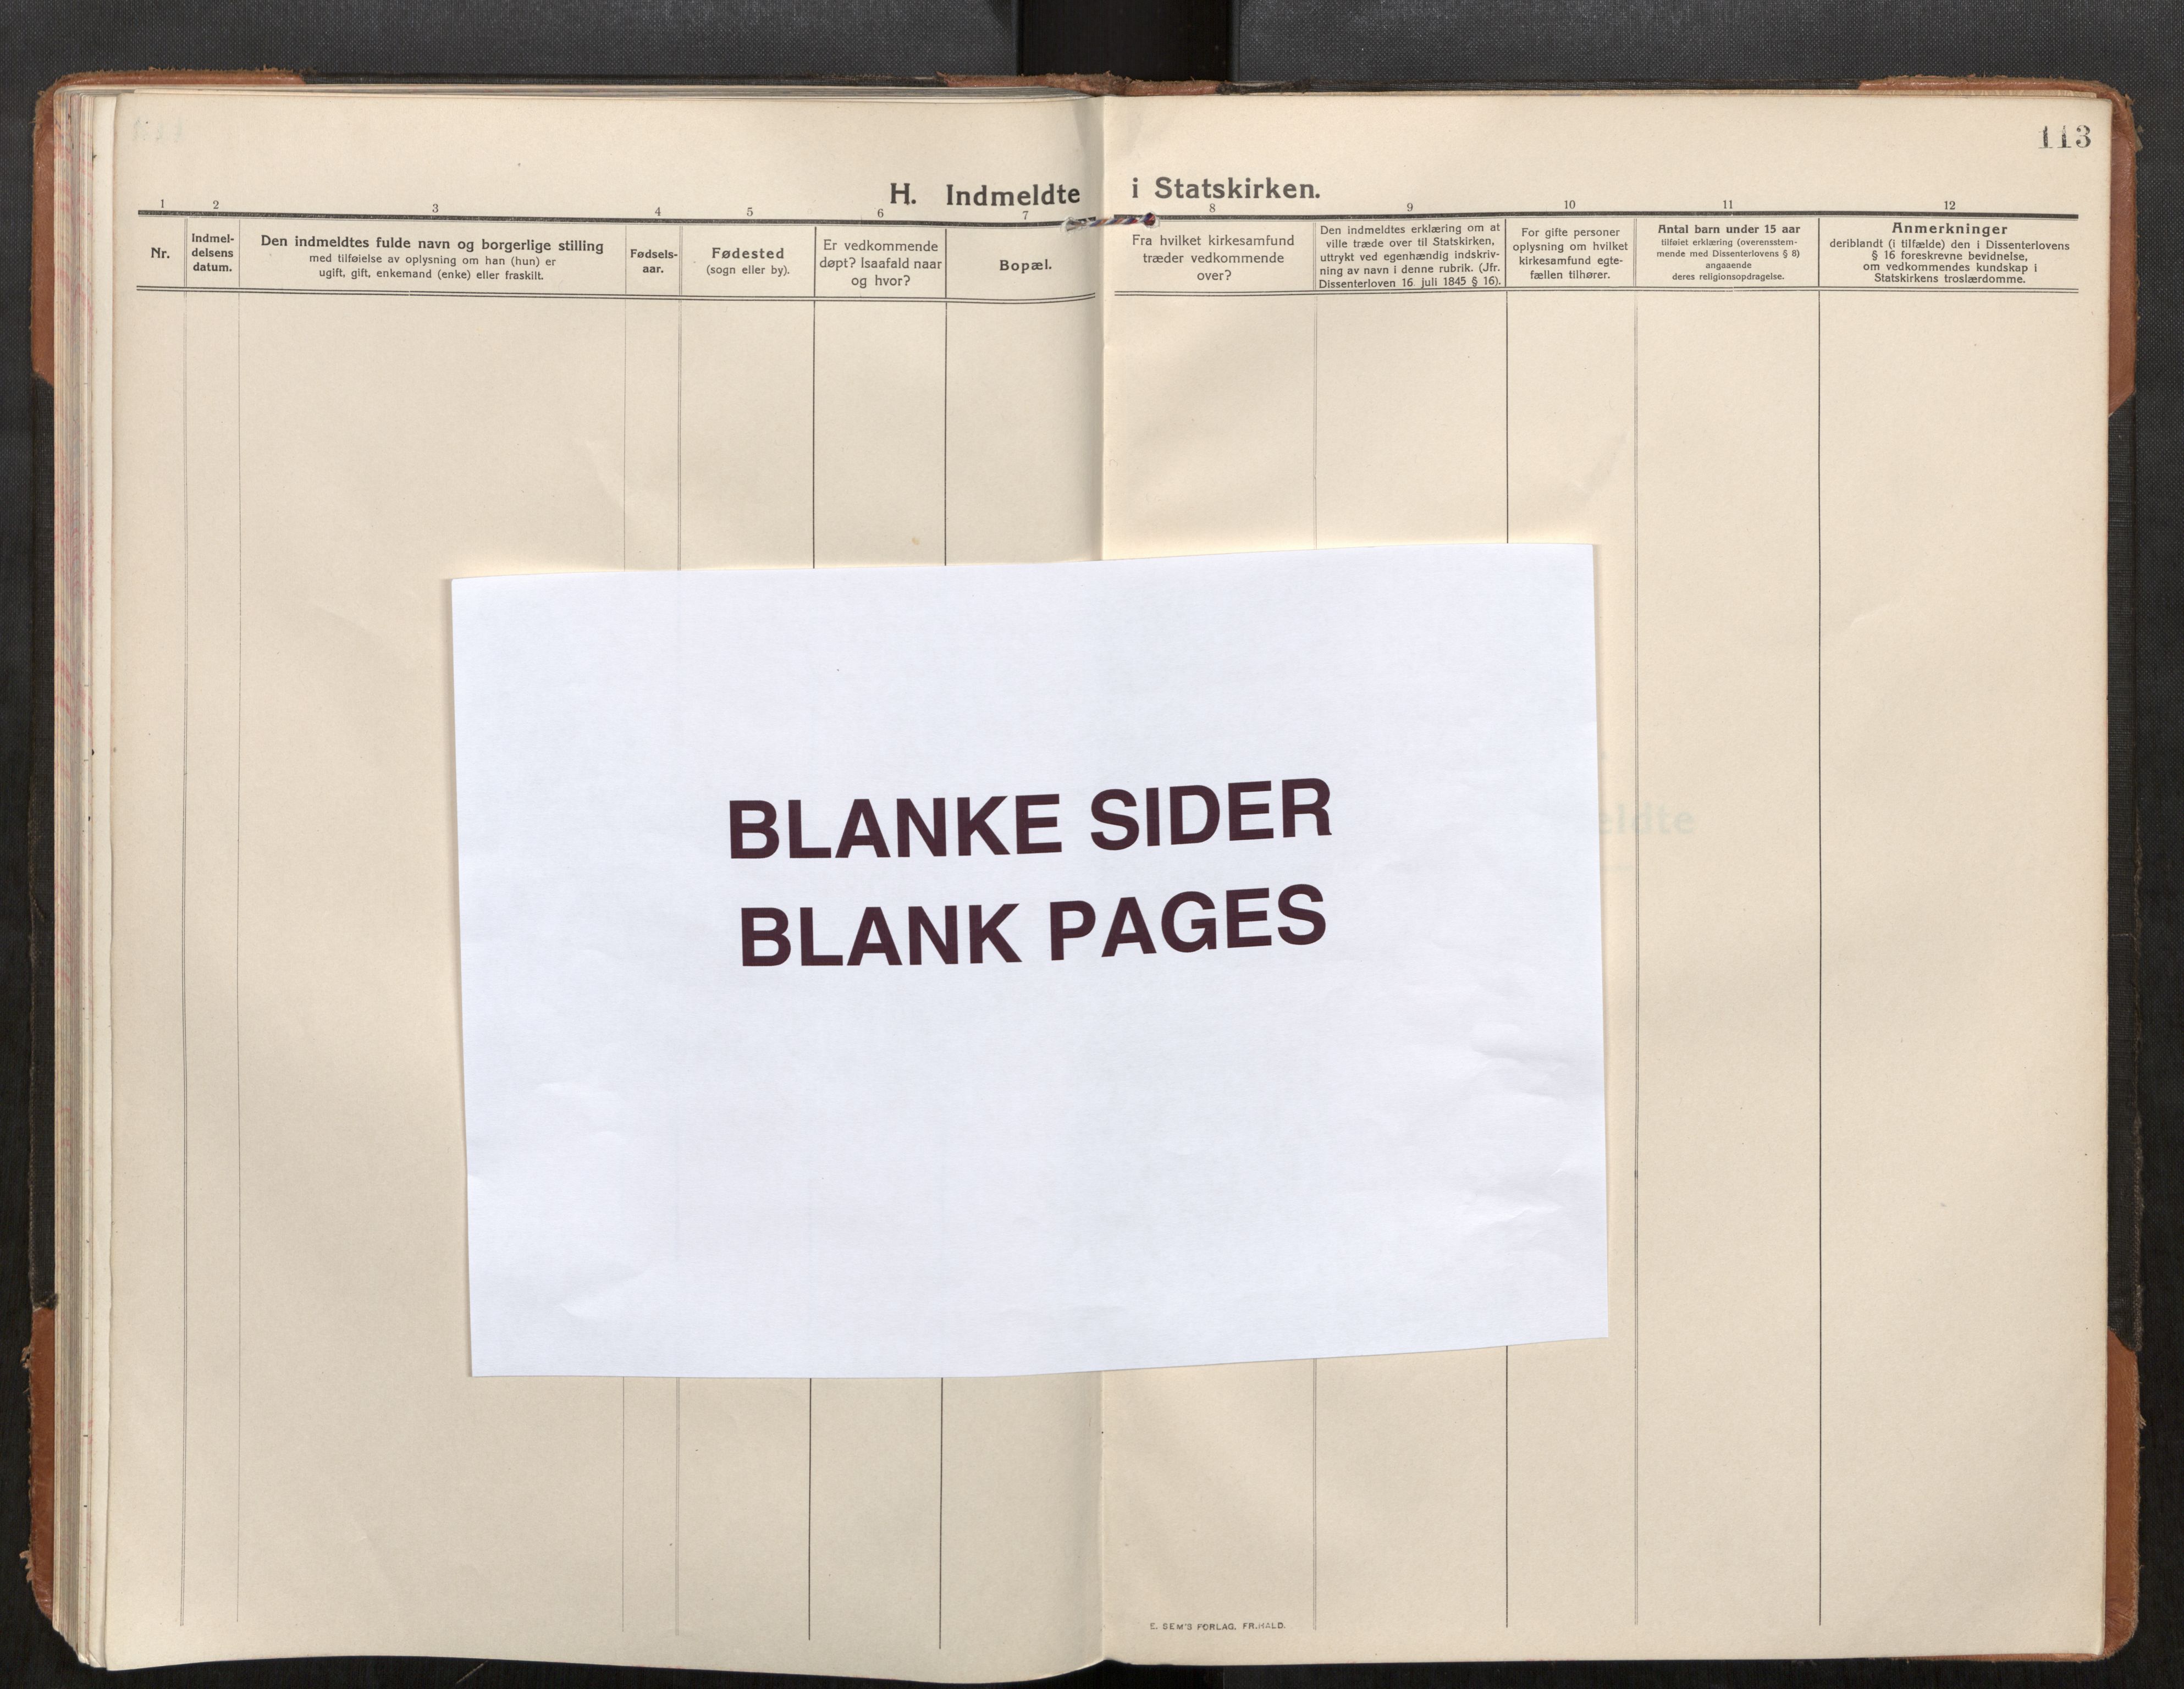 113
H. Indmeldte i Statskirken.
1 2 3 4 5 6 7 8 9 10 11 12
Nr.
Indmel-
delsens
datum.
Den indmeldtes fulde navn og borgerlige stilling
med tilføielse av oplysning om han (hun) er
ugift, gift, enkemand (enke) eller fraskilt.
Fødsels-
aar.
Fødested
(sogn eller by).
Er vedkommende
døpt? Isaafald naar
og hvor?
Bopæl.
Fra hvilket kirkesamfund
træder vedkommende
over?
Den indmeldtes erklæring om at
ville træde over til Statskirken,
uttrykt ved egenhændig indskriv-
ning av navn i denne rubrik. (Jfr.
Dissenterloven 16. juli 1845 § 16).
For gifte personer
oplysning om hvilket
kirkesamfund egte-
fællen tilhører.
Antal barn under 15 aar
tilføiet erklæring (overensstem-
mende med Dissenterlovens § 8)
angaaende
deres religionsopdragelse.
Anmerkninger
deriblandt (i tilfælde) den i Dissenterlovens
§ 16 foreskrevne bevidnelse,
om vedkommendes kundskap i
Statskirkens troslærdomme.
BLANKE SIDER
BLANK PAGES
E. SEM'S FORLAG, FR.HALD.